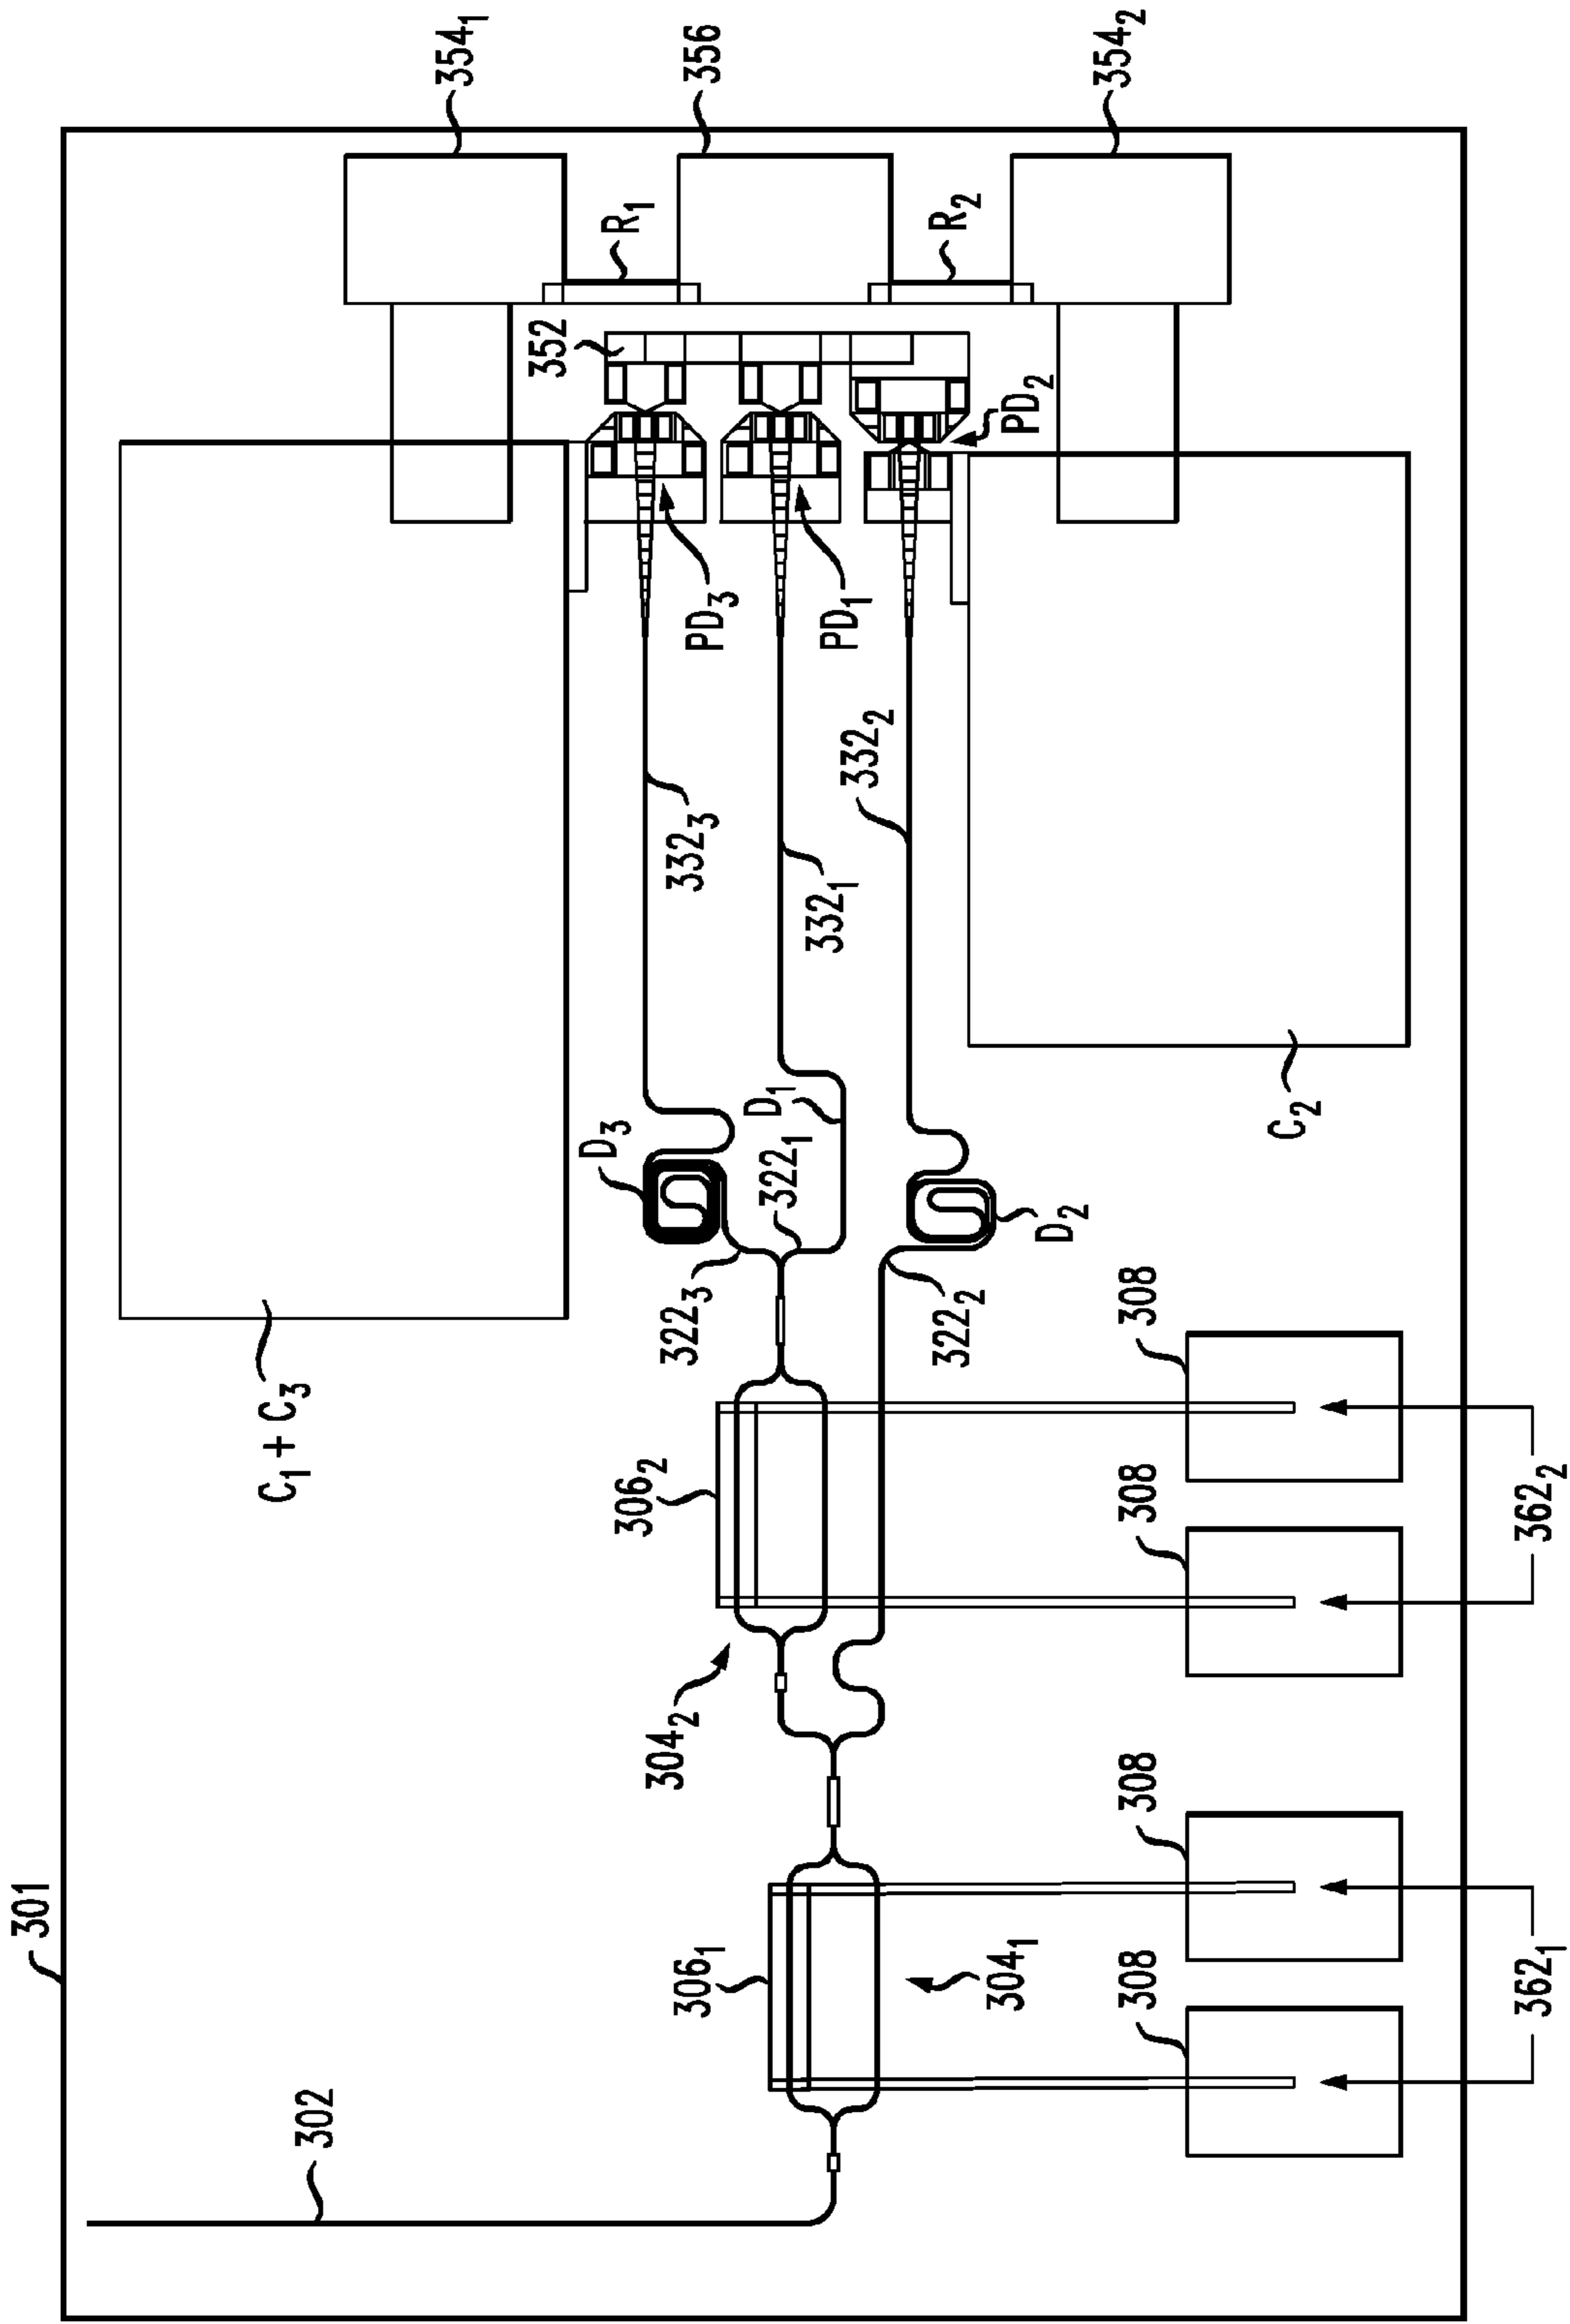 301
302
306₁
304₁
308
308
362₁
304₂
306₂
308
308
362₂
C₁ + C₃
322₃
322₁
322₂
D₃
D₁
D₂
C₂
332₃
332₁
332₂
PD₃
PD₁
PD₂
352
R₁
R₂
354₁
356
354₂